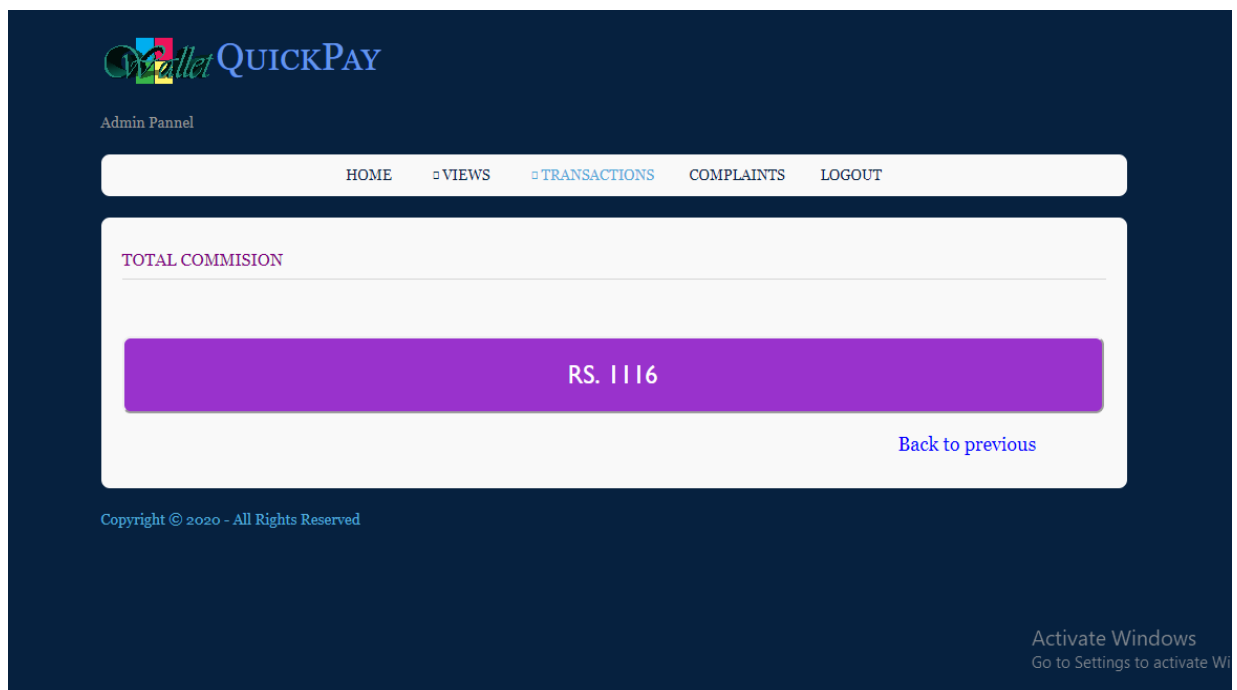 Wallet QUICKPAY
Admin Pannel
HOME VIEWS TRANSACTIONS COMPLAINTS LOGOUT
TOTAL COMMISION
RS. 1116
Back to previous
Copyright © 2020 - All Rights Reserved
Activate Windows
Go to Settings to activate Wi